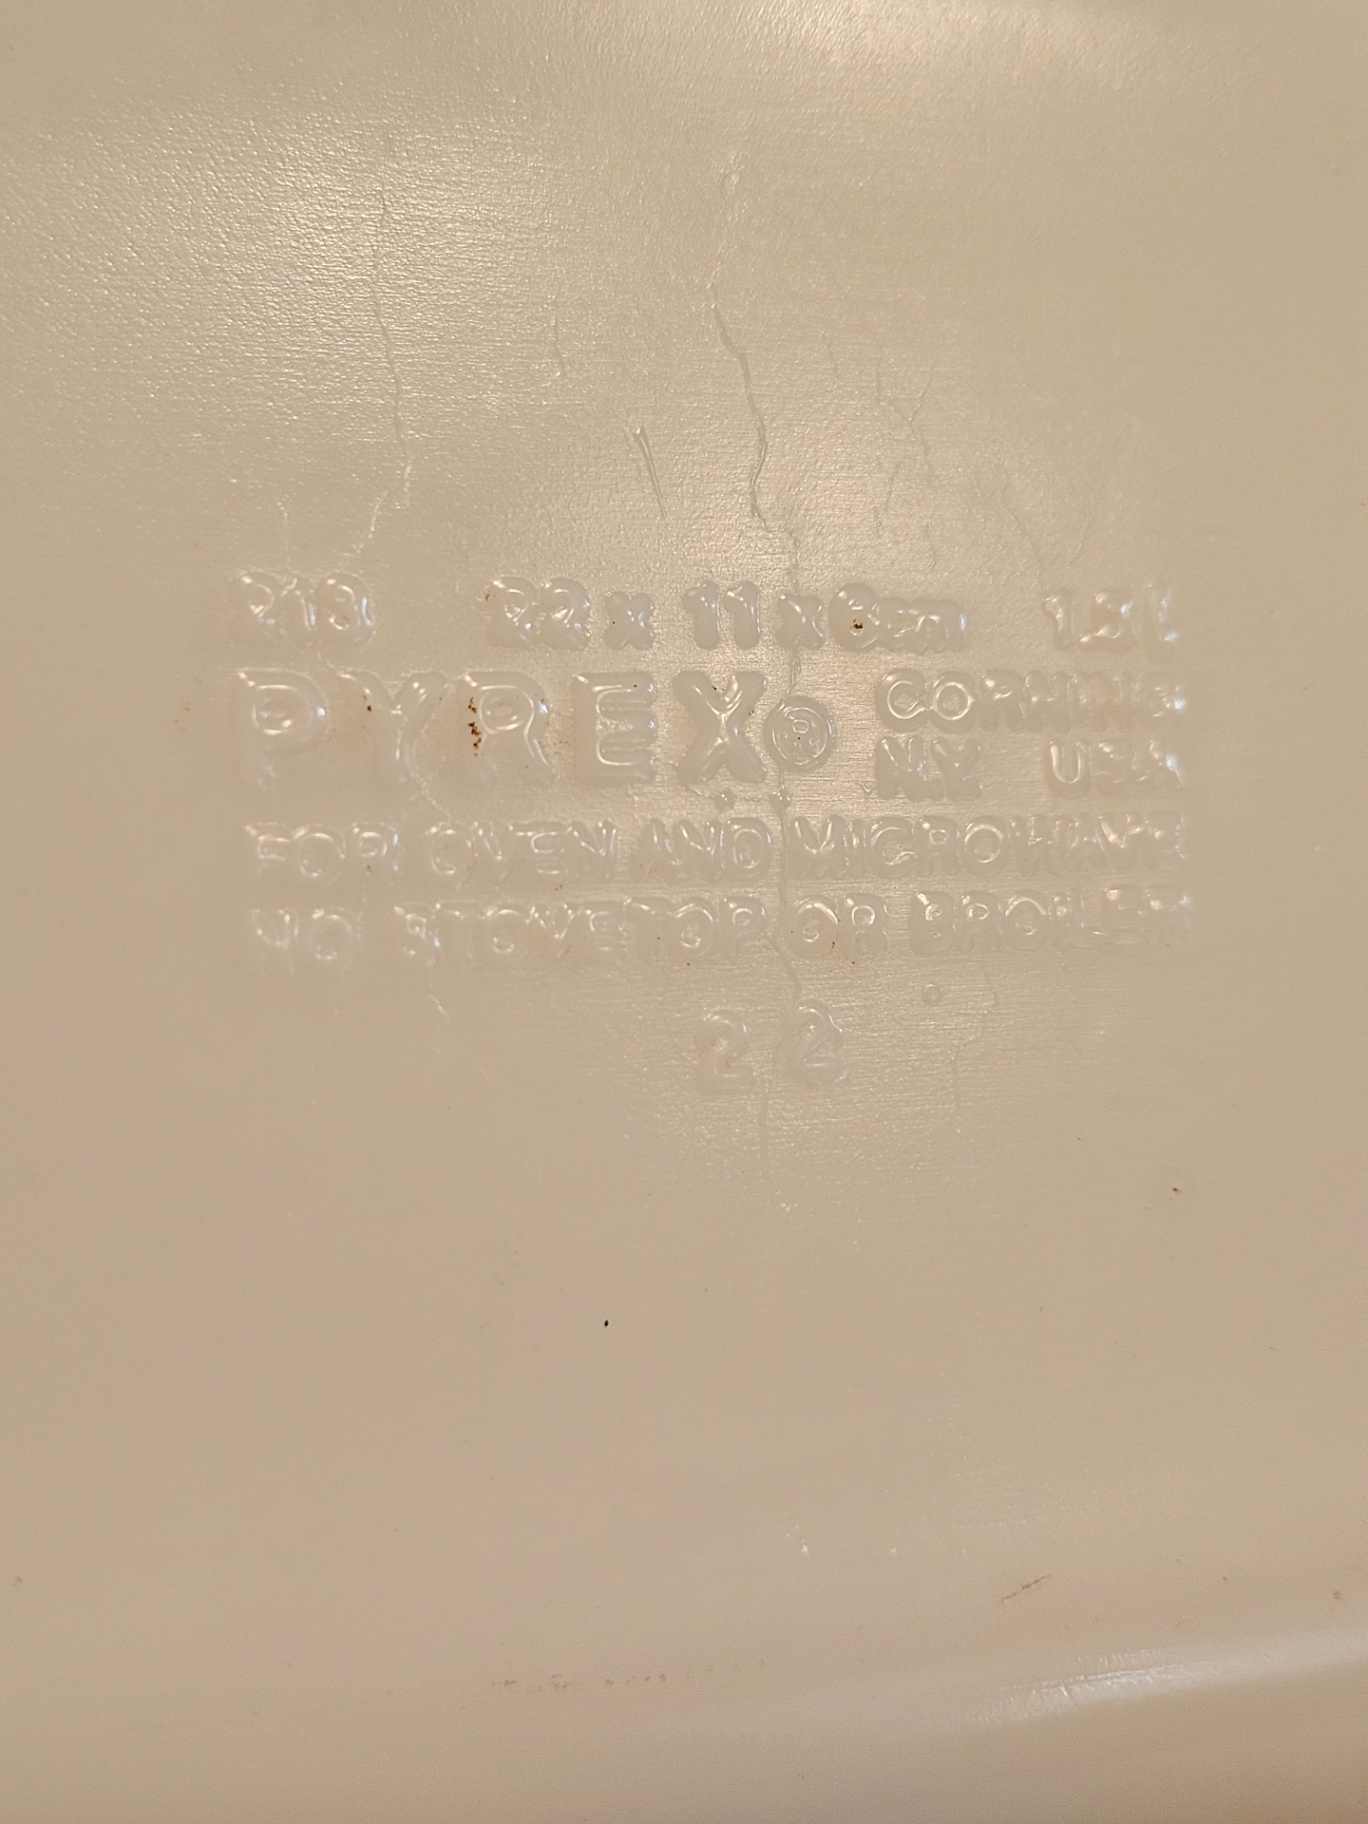 213 22 x 11 x 6cm 1.5 l
PYREX® CORNING
N.Y. USA
FOR OVEN AND MICROWAVE
NO STOVETOP OR BROILER
2 2